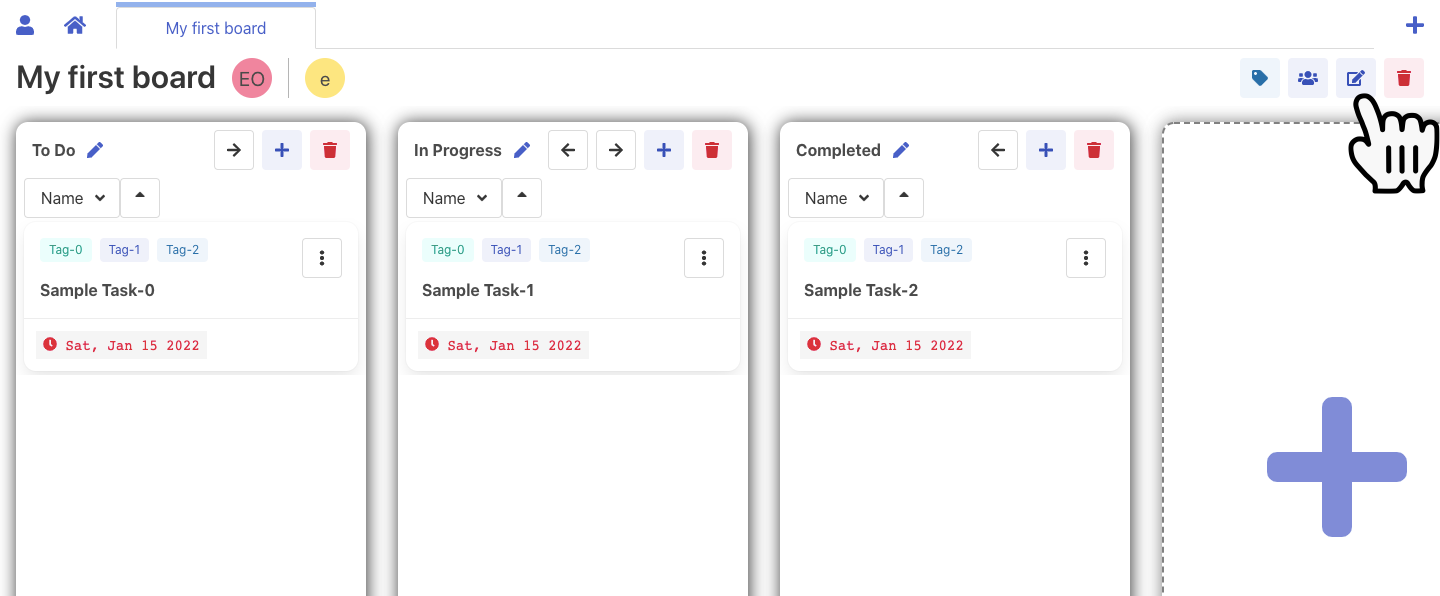 My first board
My first board EO e
To Do
Name
Tag-0 Tag-1 Tag-2
Sample Task-0
Sat, Jan 15 2022
In Progress
Name
Tag-0 Tag-1 Tag-2
Sample Task-1
Sat, Jan 15 2022
Completed
Name
Tag-0 Tag-1 Tag-2
Sample Task-2
Sat, Jan 15 2022